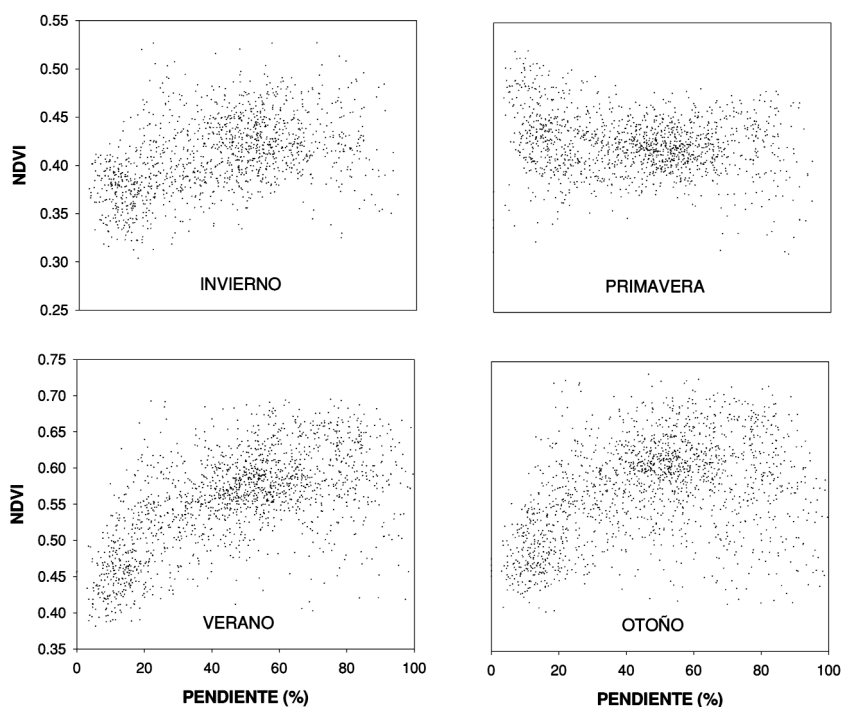 0.55
0.50
0.45
0.40
0.35
0.30
0.25
NDVI
INVIERNO
PRIMAVERA
0.75
0.70
0.65
0.60
0.55
0.50
0.45
0.40
0.35
NDVI
VERANO
OTOÑO
0 20 40 60 80 100
0 20 40 60 80 100
PENDIENTE (%)
PENDIENTE (%)